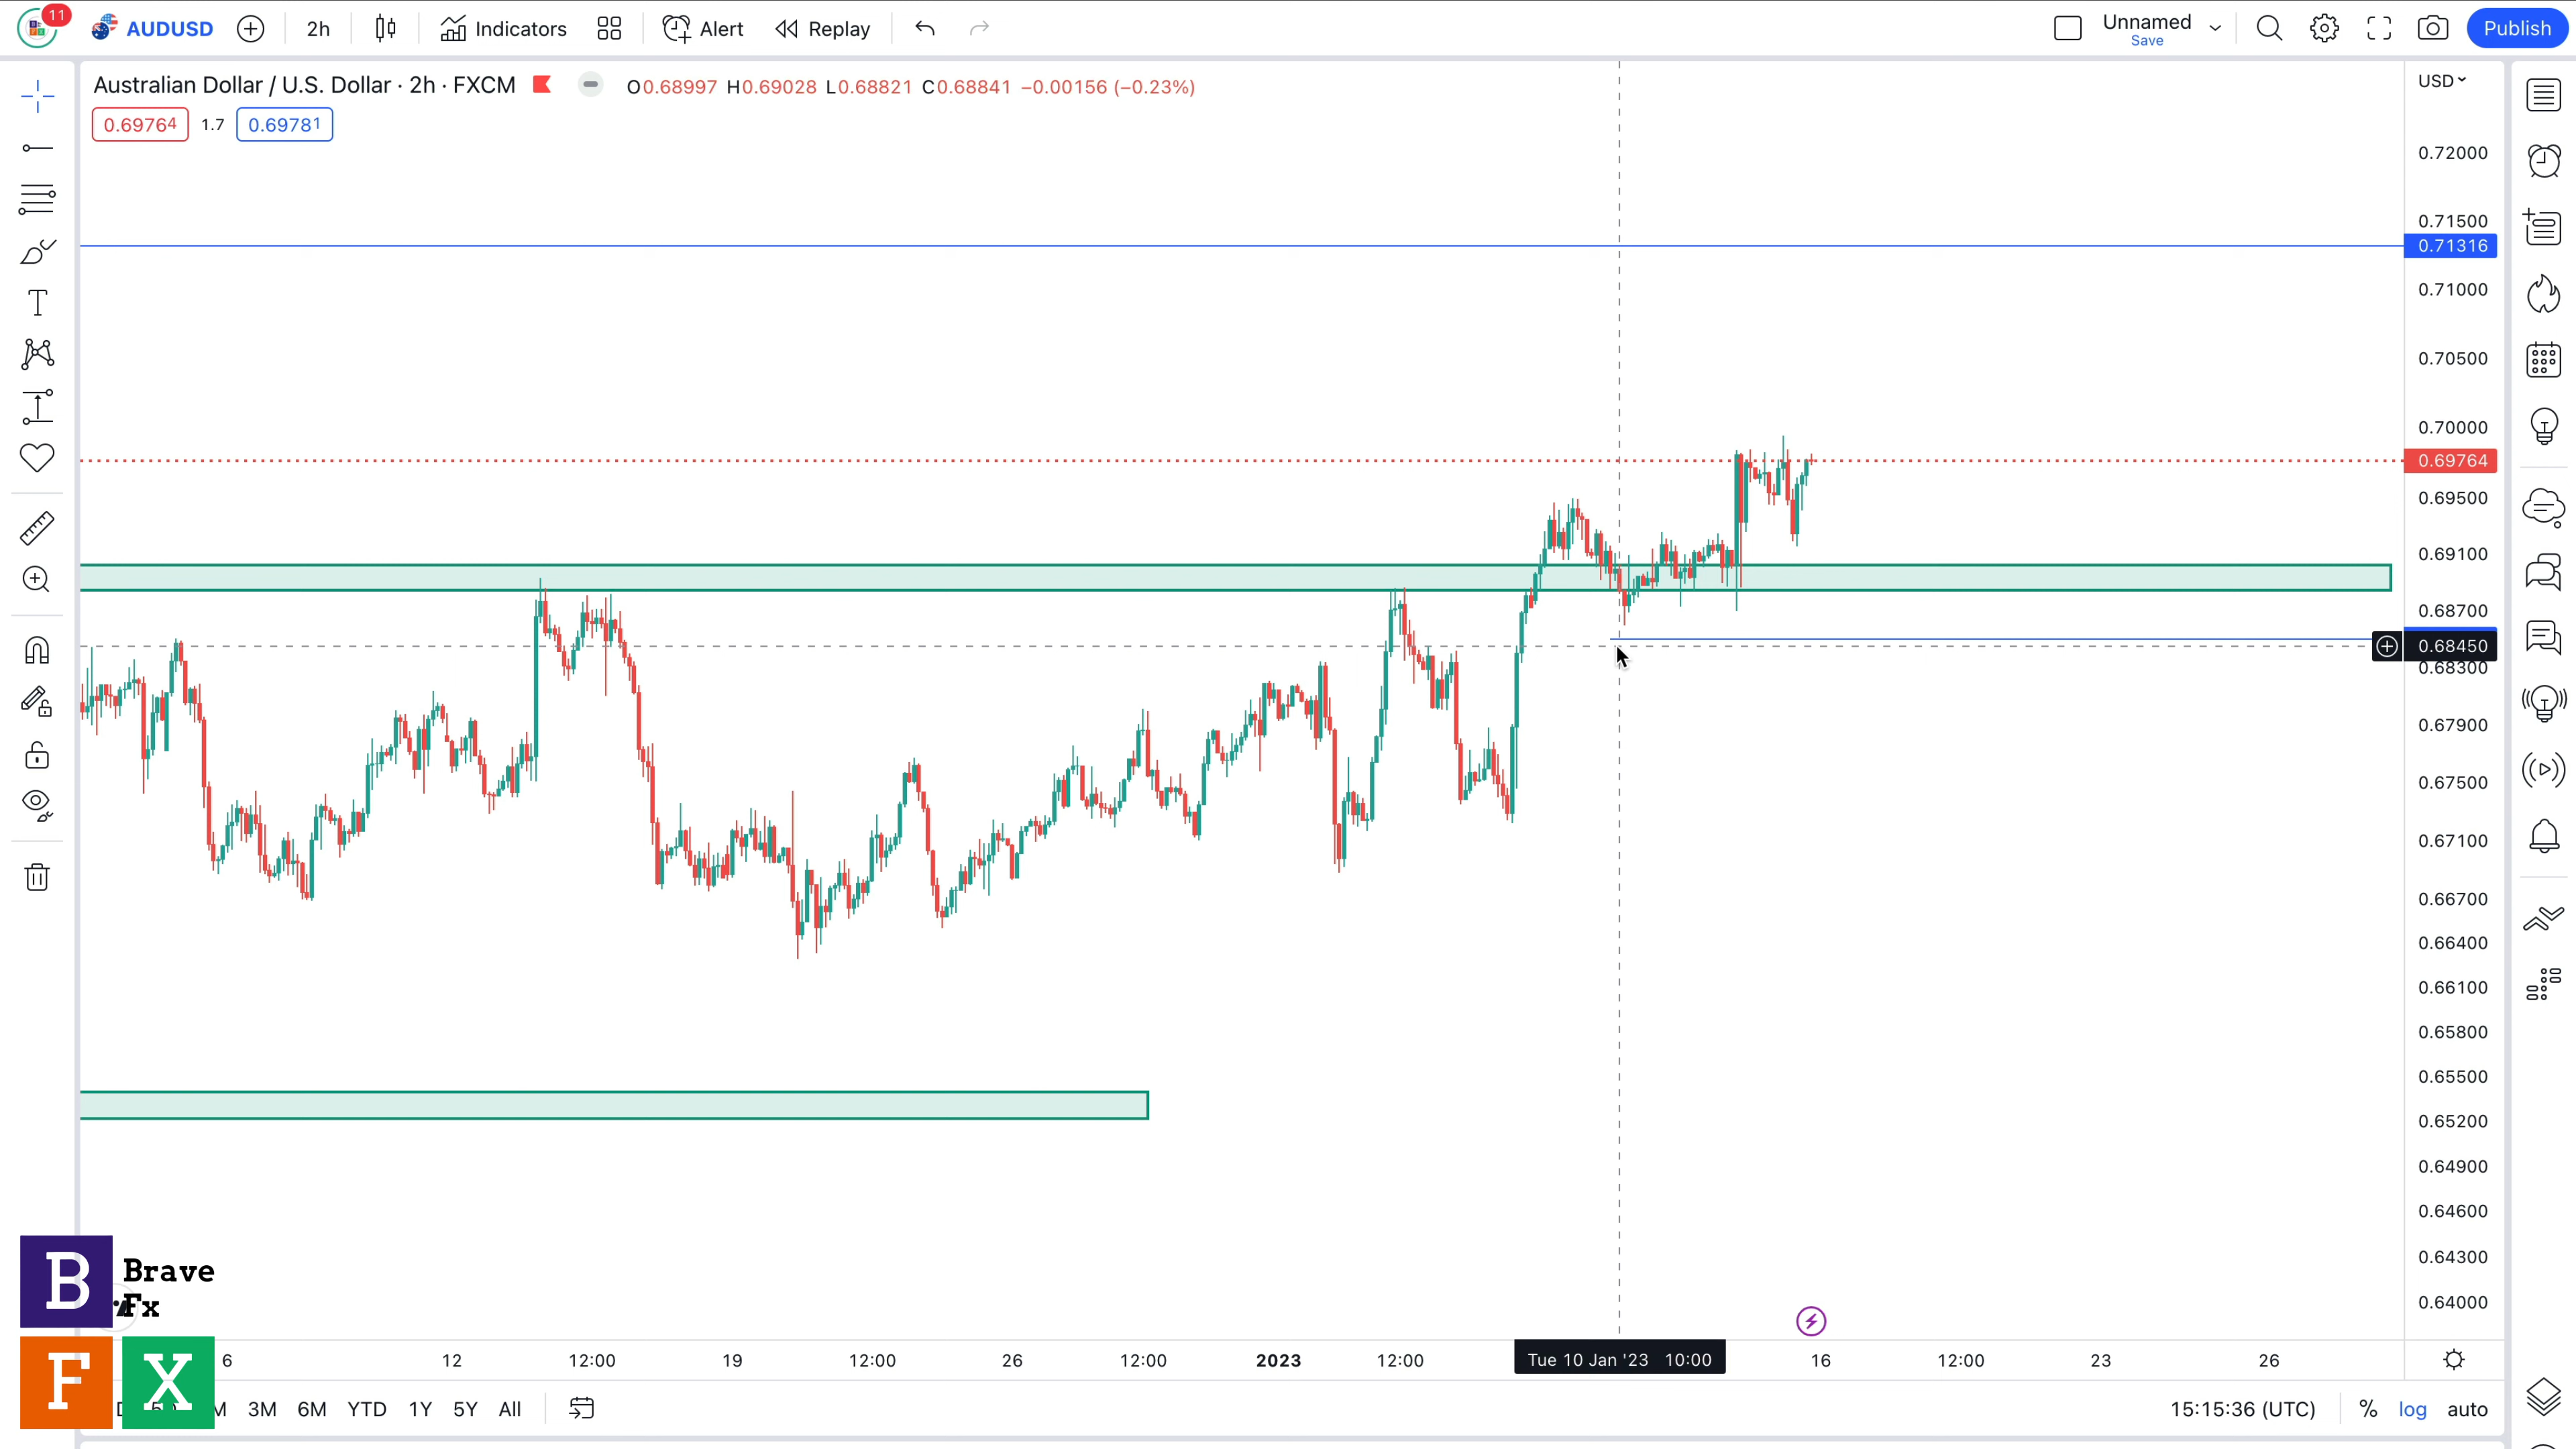 11
AUDUSD
2h
Indicators
Alert
Replay
Unnamed
Save
Publish
Australian Dollar / U.S. Dollar · 2h · FXCM
O0.68997 H0.69028 L0.68821 C0.68841 −0.00156 (−0.23%)
0.69764 1.7 0.69781
USD
0.72000
0.71500
0.71316
0.71000
0.70500
0.70000
0.69764
0.69500
0.69100
0.68700
0.68450
0.68300
0.67900
0.67500
0.67100
0.66700
0.66400
0.66100
0.65800
0.65500
0.65200
0.64900
0.64600
0.64300
0.64000
B Brave
Fx
F X
6 12 12:00 19 12:00 26 12:00 2023 12:00 Tue 10 Jan '23 10:00 16 12:00 23 26
3M 6M YTD 1Y 5Y All
15:15:36 (UTC) % log auto